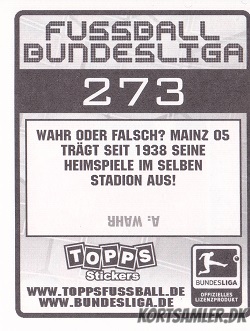 FUSSBALL
BUNDESLIGA
273
WAHR ODER FALSCH? MAINZ 05
TRÄGT SEIT 1938 SEINE
HEIMSPIELE IM SELBEN
STADION AUS!
A: WAHR
TOPPS
Stickers
WWW.TOPPSFUSSBALL.DE
WWW.BUNDESLIGA.DE
BUNDESLIGA
OFFIZIELLES
LIZENZPRODUKT
KORTSAMLER.DK